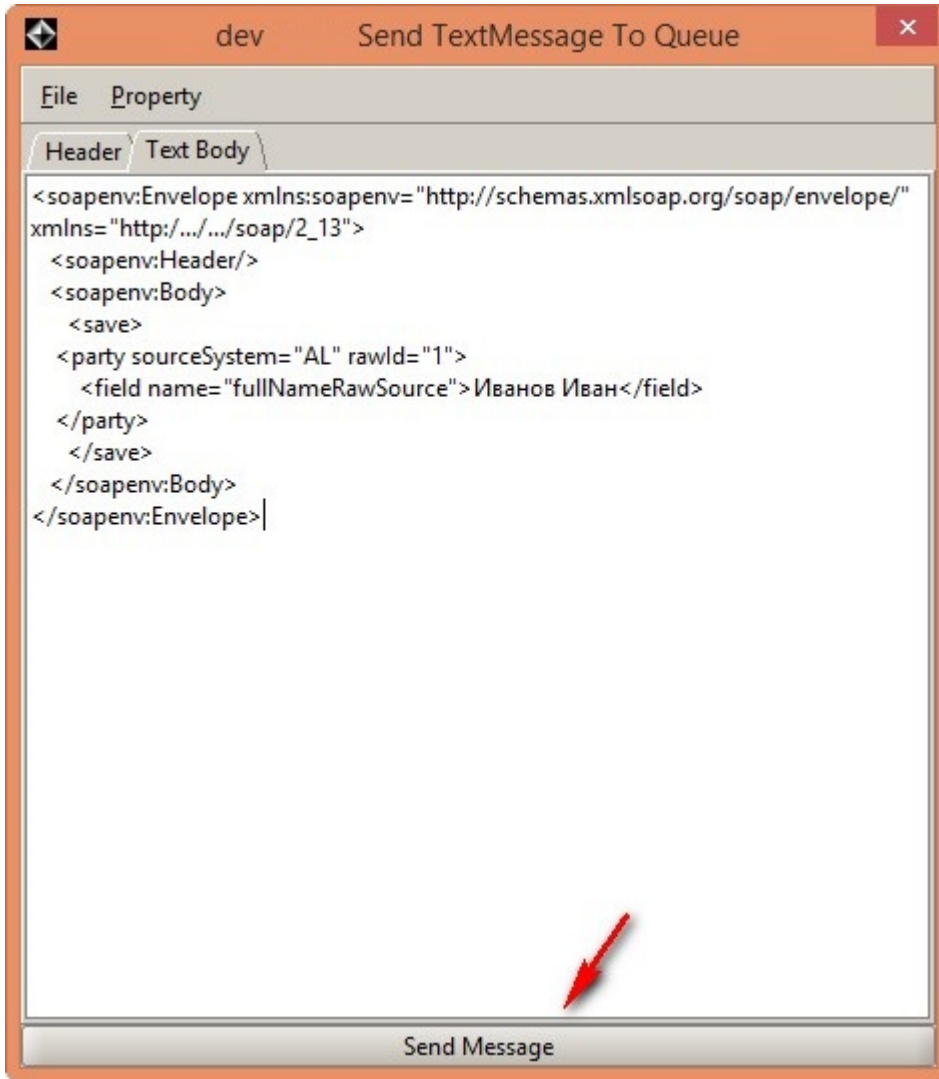 dev Send TextMessage To Queue
File Property
Header Text Body
<soapenv:Envelope xmlns:soapenv="http://schemas.xmlsoap.org/soap/envelope/"
xmlns="http:/.../.../soap/2_13">
<soapenv:Header/>
<soapenv:Body>
<save>
<party sourceSystem="AL" rawId="1">
<field name="fullNameRawSource">Иванов Иван</field>
</party>
</save>
</soapenv:Body>
</soapenv:Envelope>
Send Message